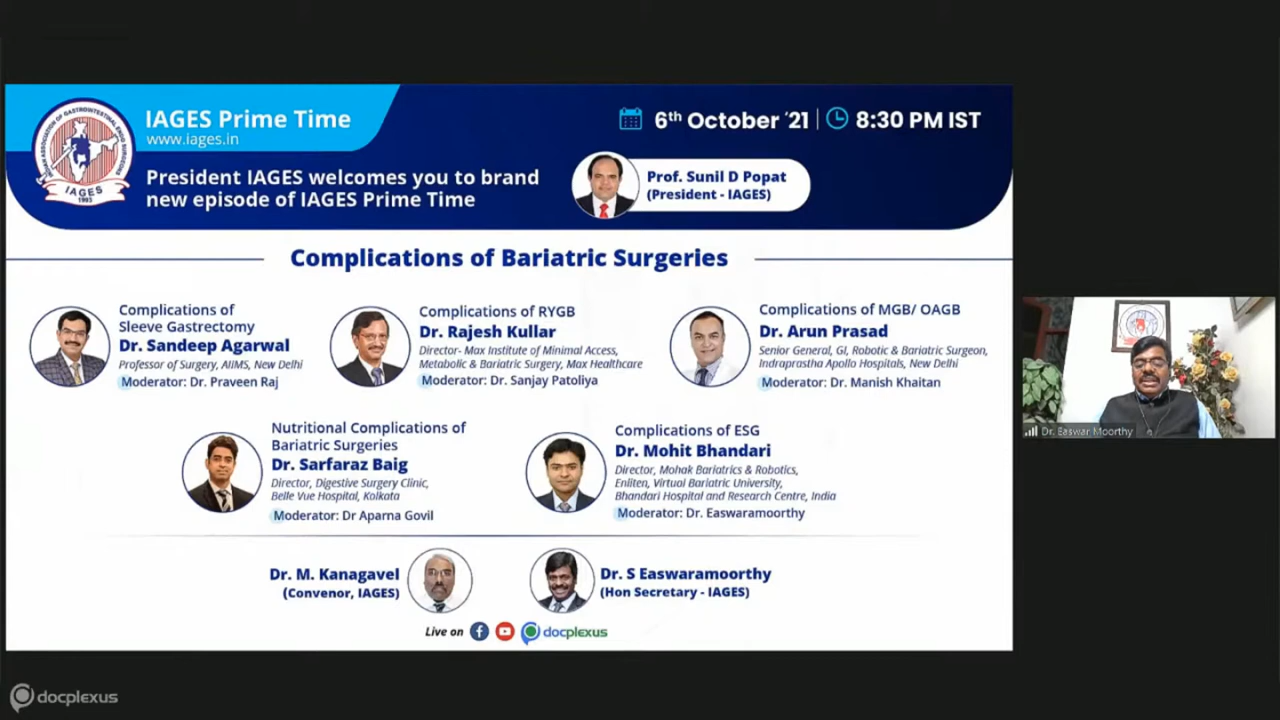 IAGES Prime Time
www.iages.in
6th October '21 | 8:30 PM IST
President IAGES welcomes you to brand
new episode of IAGES Prime Time
Prof. Sunil D Popat
(President - IAGES)
IAGES
1993
Complications of Bariatric Surgeries
Complications of
Sleeve Gastrectomy
Dr. Sandeep Agarwal
Professor of Surgery, AIIMS, New Delhi
Moderator: Dr. Praveen Raj
Complications of RYGB
Dr. Rajesh Kullar
Director- Max Institute of Minimal Access,
Metabolic & Bariatric Surgery, Max Healthcare
Moderator: Dr. Sanjay Patoliya
Complications of MGB/ OAGB
Dr. Arun Prasad
Senior General, GI, Robotic & Bariatric Surgeon,
Indraprastha Apollo Hospitals, New Delhi
Moderator: Dr. Manish Khaitan
Nutritional Complications of
Bariatric Surgeries
Dr. Sarfaraz Baig
Director, Digestive Surgery Clinic,
Belle Vue Hospital, Kolkata
Moderator: Dr Aparna Govil
Complications of ESG
Dr. Mohit Bhandari
Director, Mohak Bariatrics & Robotics,
Enliten, Virtual Bariatric University,
Bhandari Hospital and Research Centre, India
Moderator: Dr. Easwaramoorthy
Dr. M. Kanagavel
(Convenor, IAGES)
Dr. S Easwaramoorthy
(Hon Secretary - IAGES)
Live on
docplexus
Dr. Easwar Moorthy
docplexus